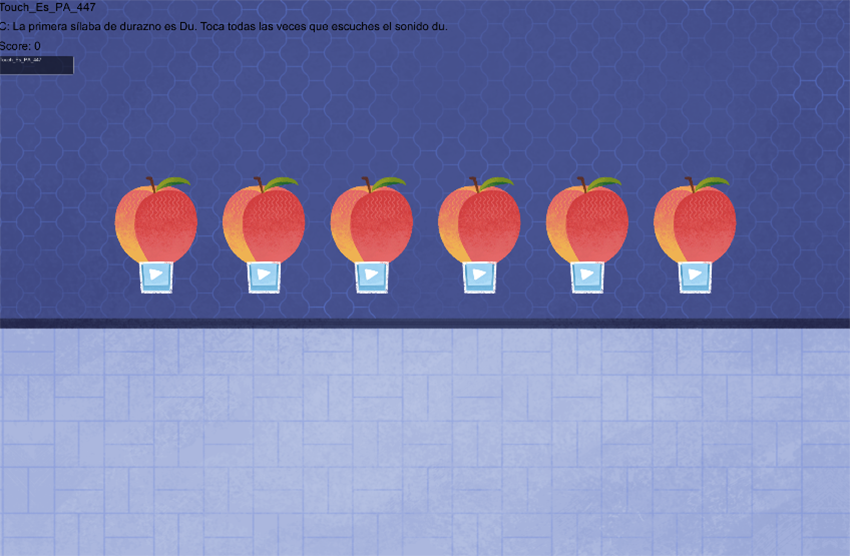 Touch_Es_PA_447
C: La primera sílaba de durazno es Du. Toca todas las veces que escuches el sonido du.
Score: 0
Touch_Es_PA_447